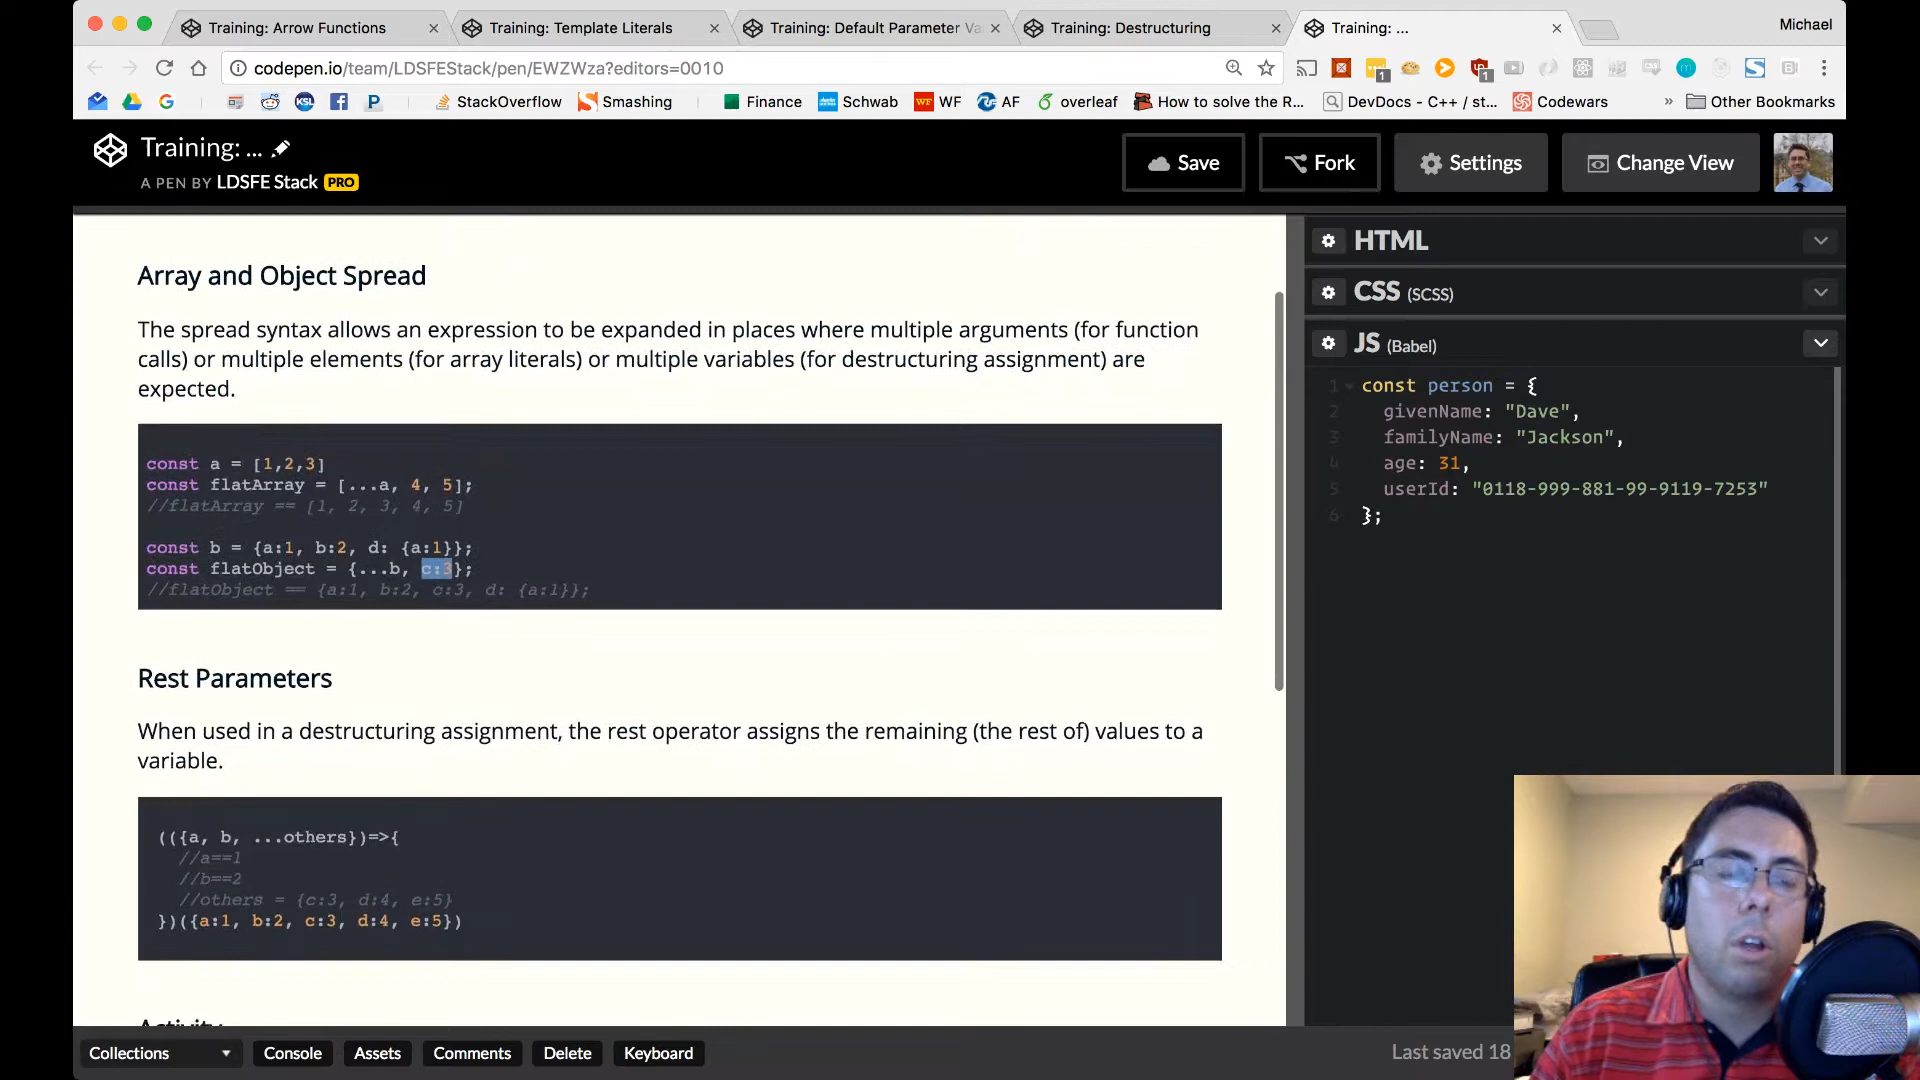 Training: Arrow Functions
Training: Template Literals
Training: Default Parameter Va
Training: Destructuring
Training: ...
Michael
codepen.io/team/LDSFEStack/pen/EWZWza?editors=0010
StackOverflow
Smashing
Finance
Schwab
WF
AF
overleaf
How to solve the R...
DevDocs - C++ / st...
Codewars
»
Other Bookmarks
Training: ...
A PEN BY LDSFE Stack PRO
Save
Fork
Settings
Change View
Array and Object Spread
The spread syntax allows an expression to be expanded in places where multiple arguments (for function
calls) or multiple elements (for array literals) or multiple variables (for destructuring assignment) are
expected.
const a = [1,2,3]
const flatArray = [...a, 4, 5];
//flatArray == [1, 2, 3, 4, 5]
const b = {a:1, b:2, d: {a:1}};
const flatObject = {...b, c:3};
//flatObject == {a:1, b:2, c:3, d: {a:1}};
Rest Parameters
When used in a destructuring assignment, the rest operator assigns the remaining (the rest of) values to a
variable.
(({a, b, ...others})=>{
//a==1
//b==2
//others = {c:3, d:4, e:5}
})({a:1, b:2, c:3, d:4, e:5})
Activity
HTML
CSS (SCSS)
JS (Babel)
1 const person = {
2 givenName: "Dave",
3 familyName: "Jackson",
4 age: 31,
5 userId: "0118-999-881-99-9119-7253"
6 };
Collections
Console
Assets
Comments
Delete
Keyboard
Last saved 18